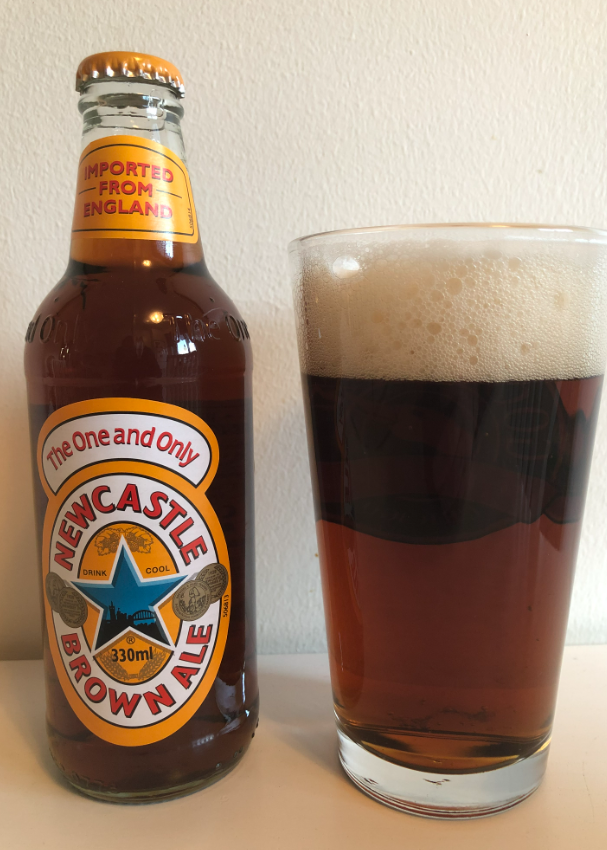 IMPORTED
FROM
ENGLAND
The One and Only
NEWCASTLE
DRINK COOL
®
330ml
BROWN ALE